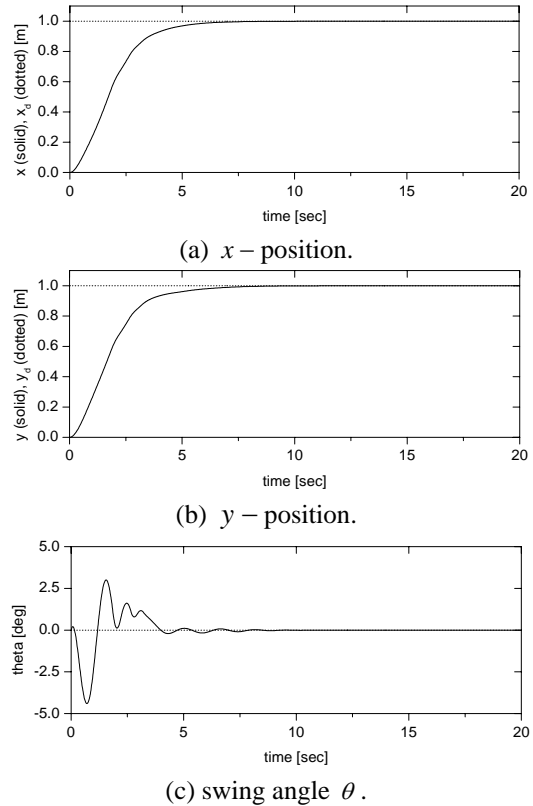 1.0
0.8
0.6
0.4
0.2
0.0
x (solid), x_d (dotted) [m]
0 5 10 15 20
time [sec]
(a) x – position.
1.0
0.8
0.6
0.4
0.2
0.0
y (solid), y_d (dotted) [m]
0 5 10 15 20
time [sec]
(b) y – position.
5.0
2.5
0.0
-2.5
-5.0
theta [deg]
0 5 10 15 20
time [sec]
(c) swing angle θ .